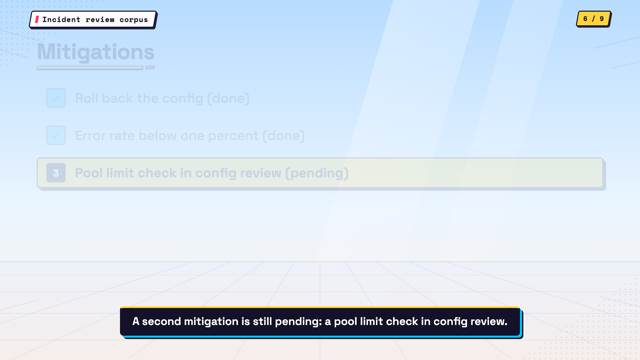 Incident review corpus
6 / 9
Mitigations
Roll back the config (done)
Error rate below one percent (done)
3 Pool limit check in config review (pending)
A second mitigation is still pending: a pool limit check in config review.